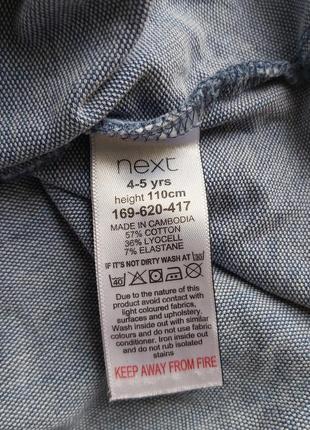 next
4-5 yrs
height 110cm
169-620-417
MADE IN CAMBODIA
57% COTTON
36% LYOCELL
7% ELASTANE
IF IT'S NOT DIRTY WASH AT 30
40
Due to the nature of this
product avoid contact with
light coloured fabrics,
surfaces and upholstery.
Wash inside out with similar
colours and do not use fabric
conditioner. Iron inside out
and do not rub isolated
stains
KEEP AWAY FROM FIRE